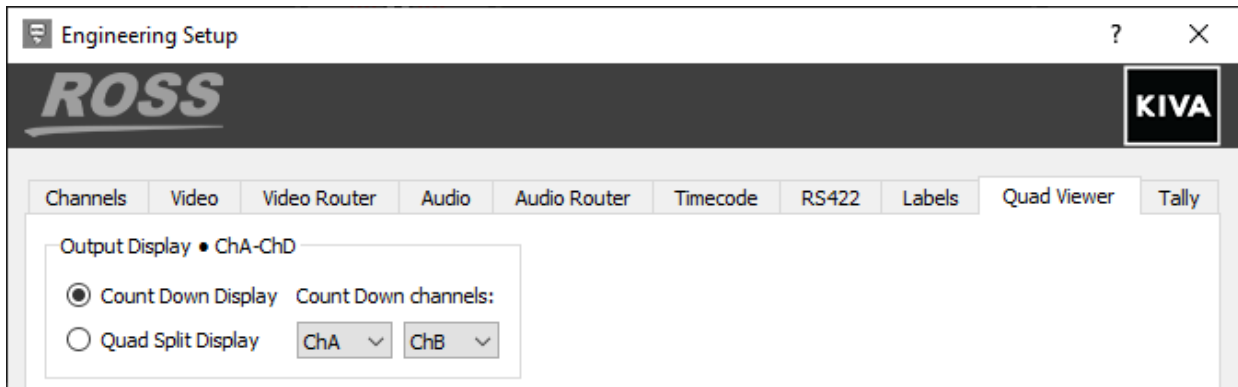 Engineering Setup ? ×
ROSS
KIVA
Channels Video Video Router Audio Audio Router Timecode RS422 Labels Quad Viewer Tally
Output Display • ChA-ChD
Count Down Display Count Down channels:
Quad Split Display ChA ChB